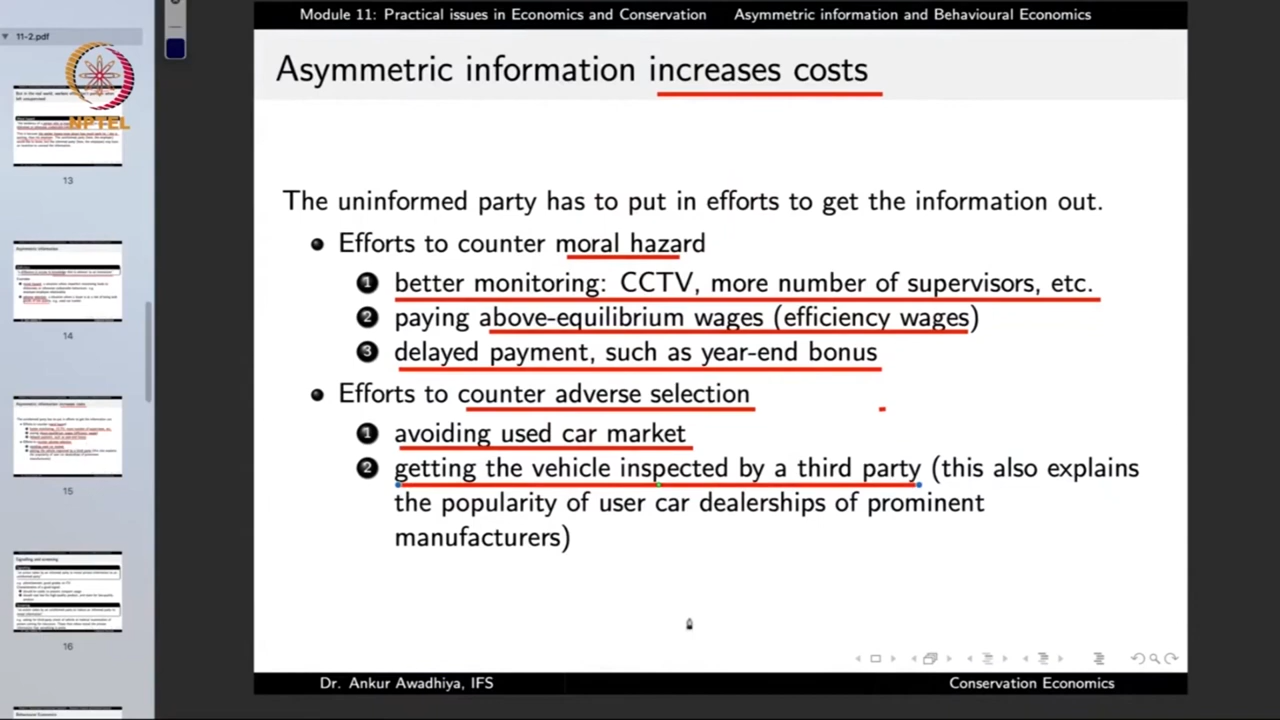 Module 11: Practical issues in Economics and Conservation Asymmetric information and Behavioural Economics
11-2.pdf
NPTEL
Asymmetric information increases costs
The uninformed party has to put in efforts to get the information out.
Efforts to counter moral hazard
1 better monitoring: CCTV, more number of supervisors, etc.
2 paying above-equilibrium wages (efficiency wages)
3 delayed payment, such as year-end bonus
Efforts to counter adverse selection
1 avoiding used car market
2 getting the vehicle inspected by a third party (this also explains
the popularity of user car dealerships of prominent
manufacturers)
13
14
15
16
Dr. Ankur Awadhiya, IFS Conservation Economics